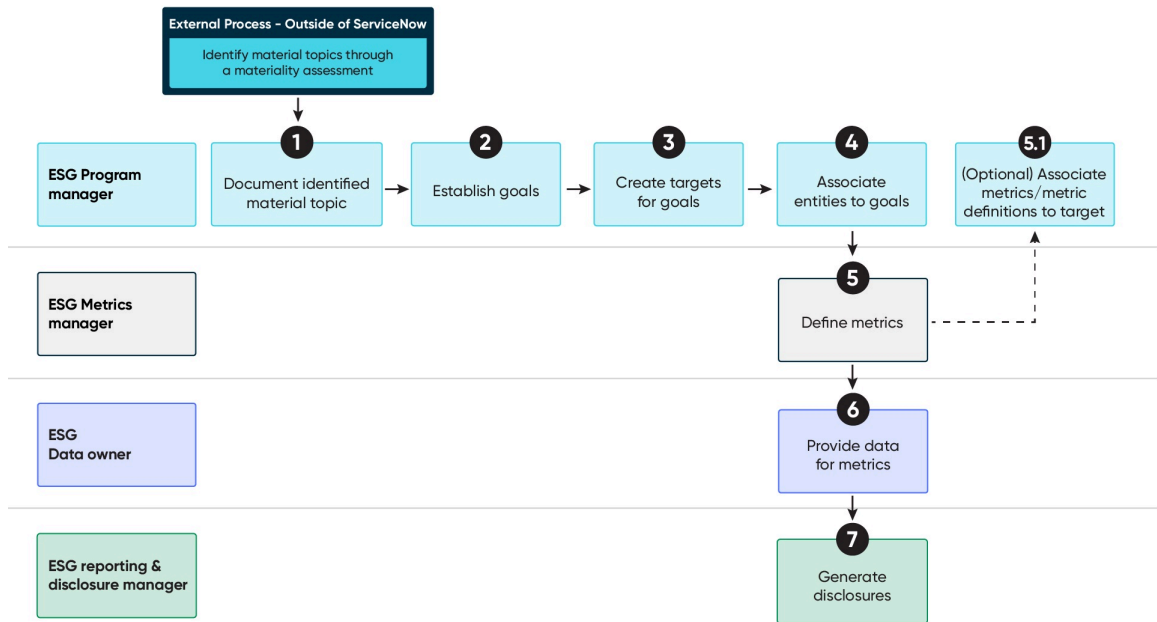 External Process - Outside of ServiceNow
Identify material topics through
a materiality assessment
ESG Program
manager
1
Document identified
material topic
2
Establish goals
3
Create targets
for goals
4
Associate
entities to goals
5.1
(Optional) Associate
metrics/metric
definitions to target
ESG Metrics
manager
5
Define metrics
ESG
Data owner
6
Provide data
for metrics
ESG reporting &
disclosure manager
7
Generate
disclosures